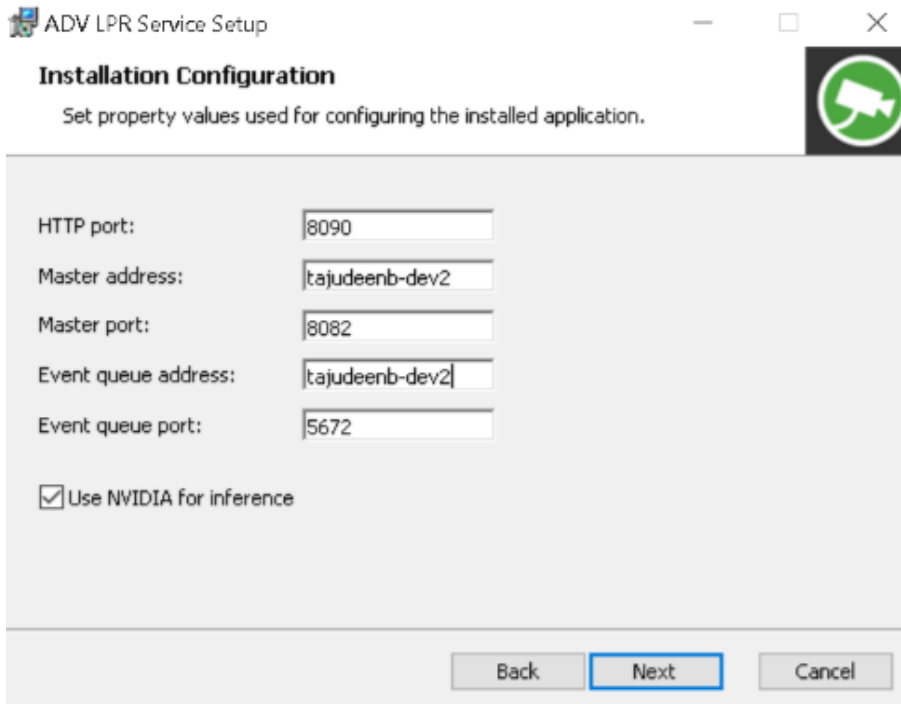 ADV LPR Service Setup
Installation Configuration
Set property values used for configuring the installed application.
HTTP port: 8090
Master address: tajudeenb-dev2
Master port: 8082
Event queue address: tajudeenb-dev2
Event queue port: 5672
Use NVIDIA for inference
Back Next Cancel